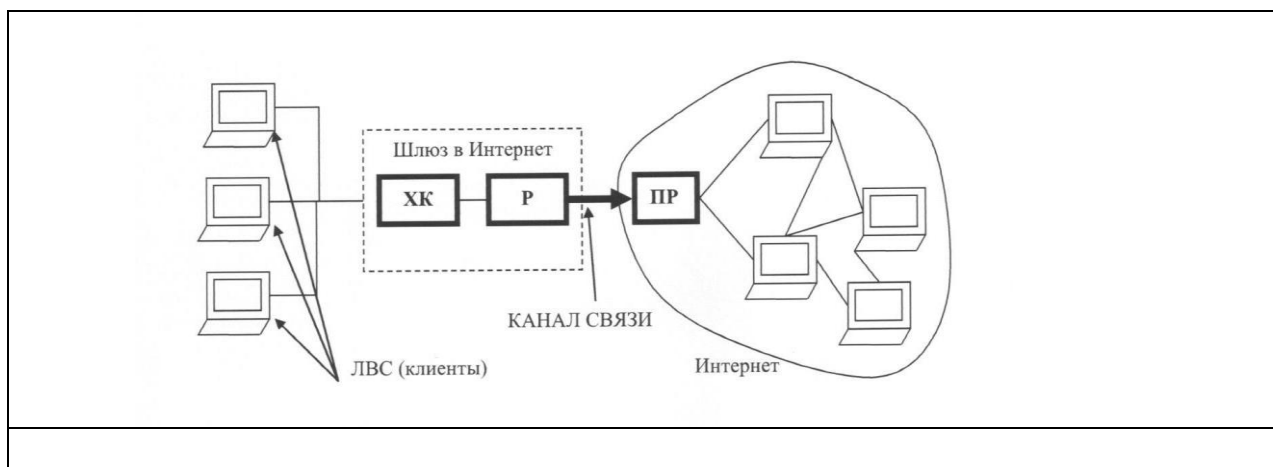 Шлюз в Интернет
ХК
Р
ПР
КАНАЛ СВЯЗИ
ЛВС (клиенты)
Интернет